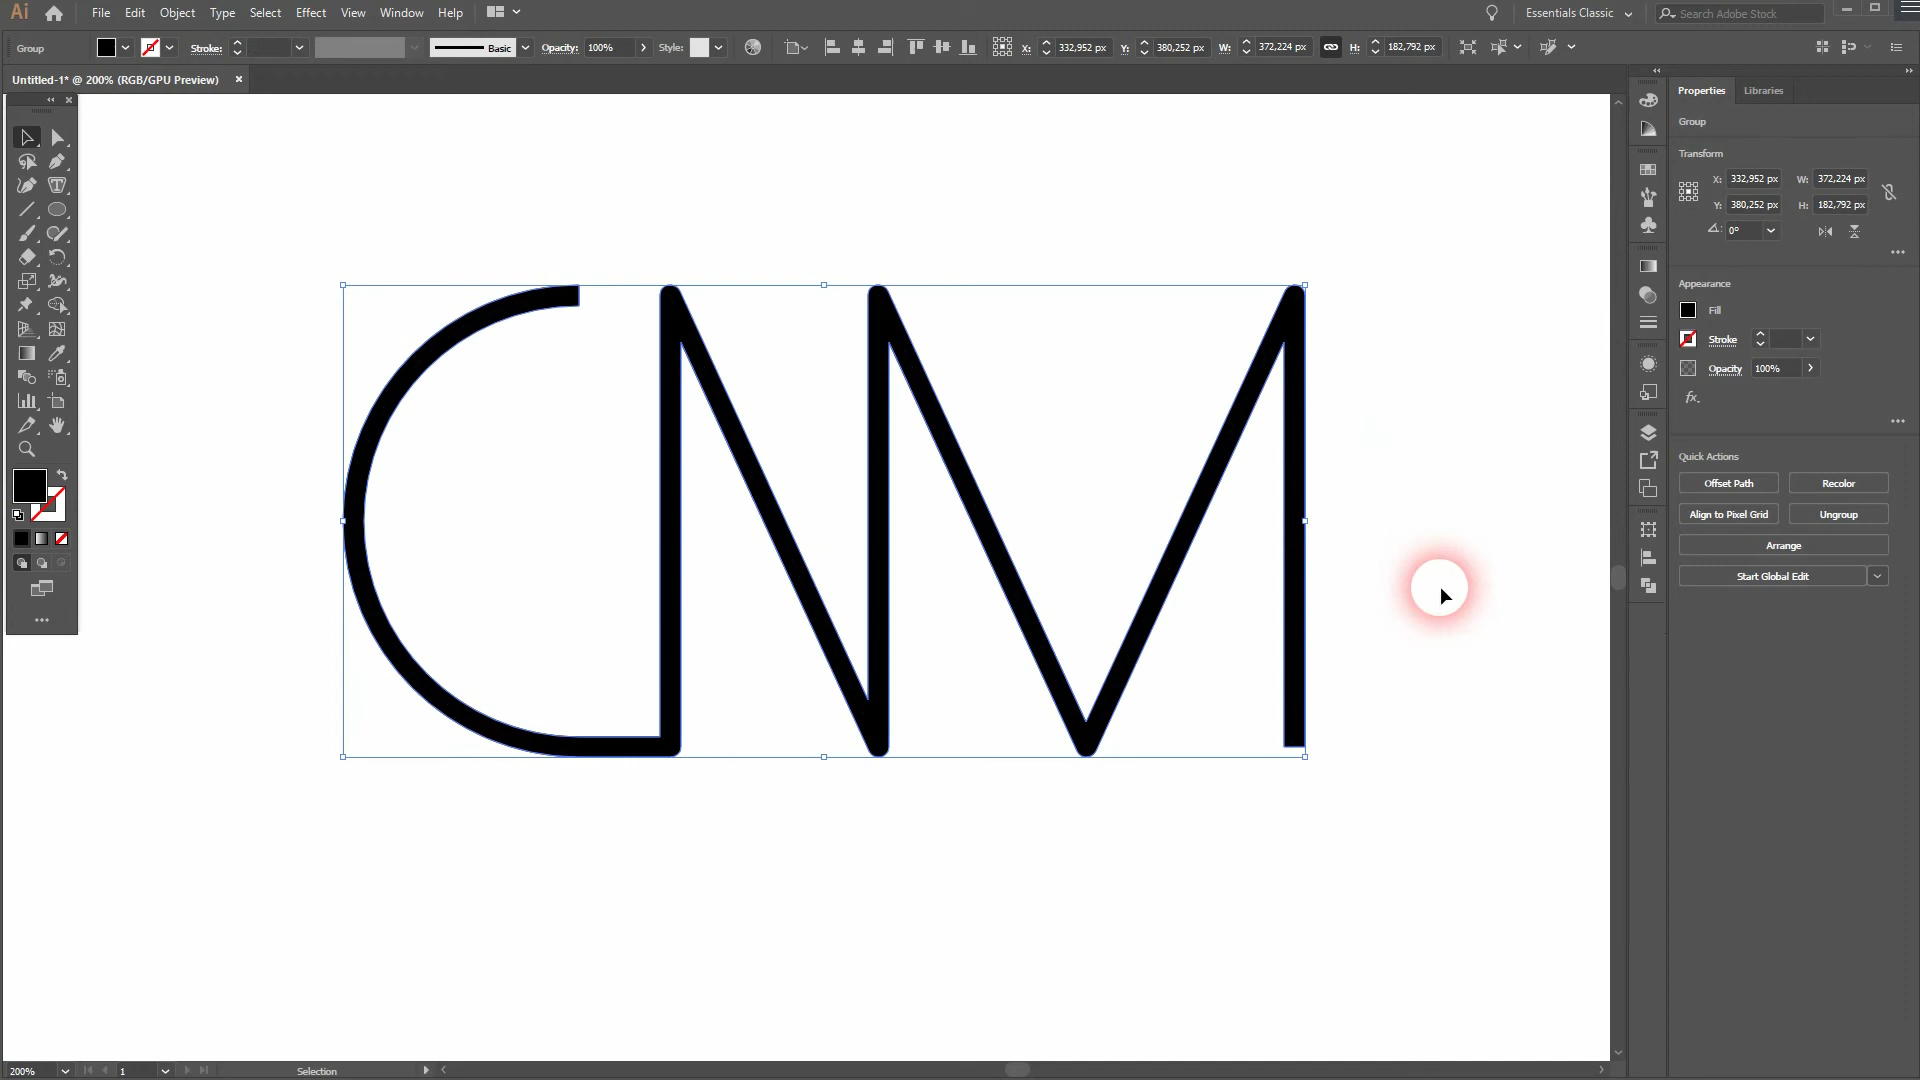 Ai File Edit Object Type Select Effect View Window Help Essentials Classic Search Adobe Stock
Group Stroke: Basic Opacity: 100% Style: X: 332,952 px Y: 380,252 px W: 372,224 px H: 182,792 px
Untitled-1* @ 200% (RGB/GPU Preview)
Properties Libraries
Group
Transform
X: 332,952 px W: 372,224 px
Y: 380,252 px H: 182,792 px
0°
Appearance
Fill
Stroke
Opacity 100%
fx.
Quick Actions
Offset Path Recolor
Align to Pixel Grid Ungroup
Arrange
Start Global Edit
CNM
200% 1 Selection